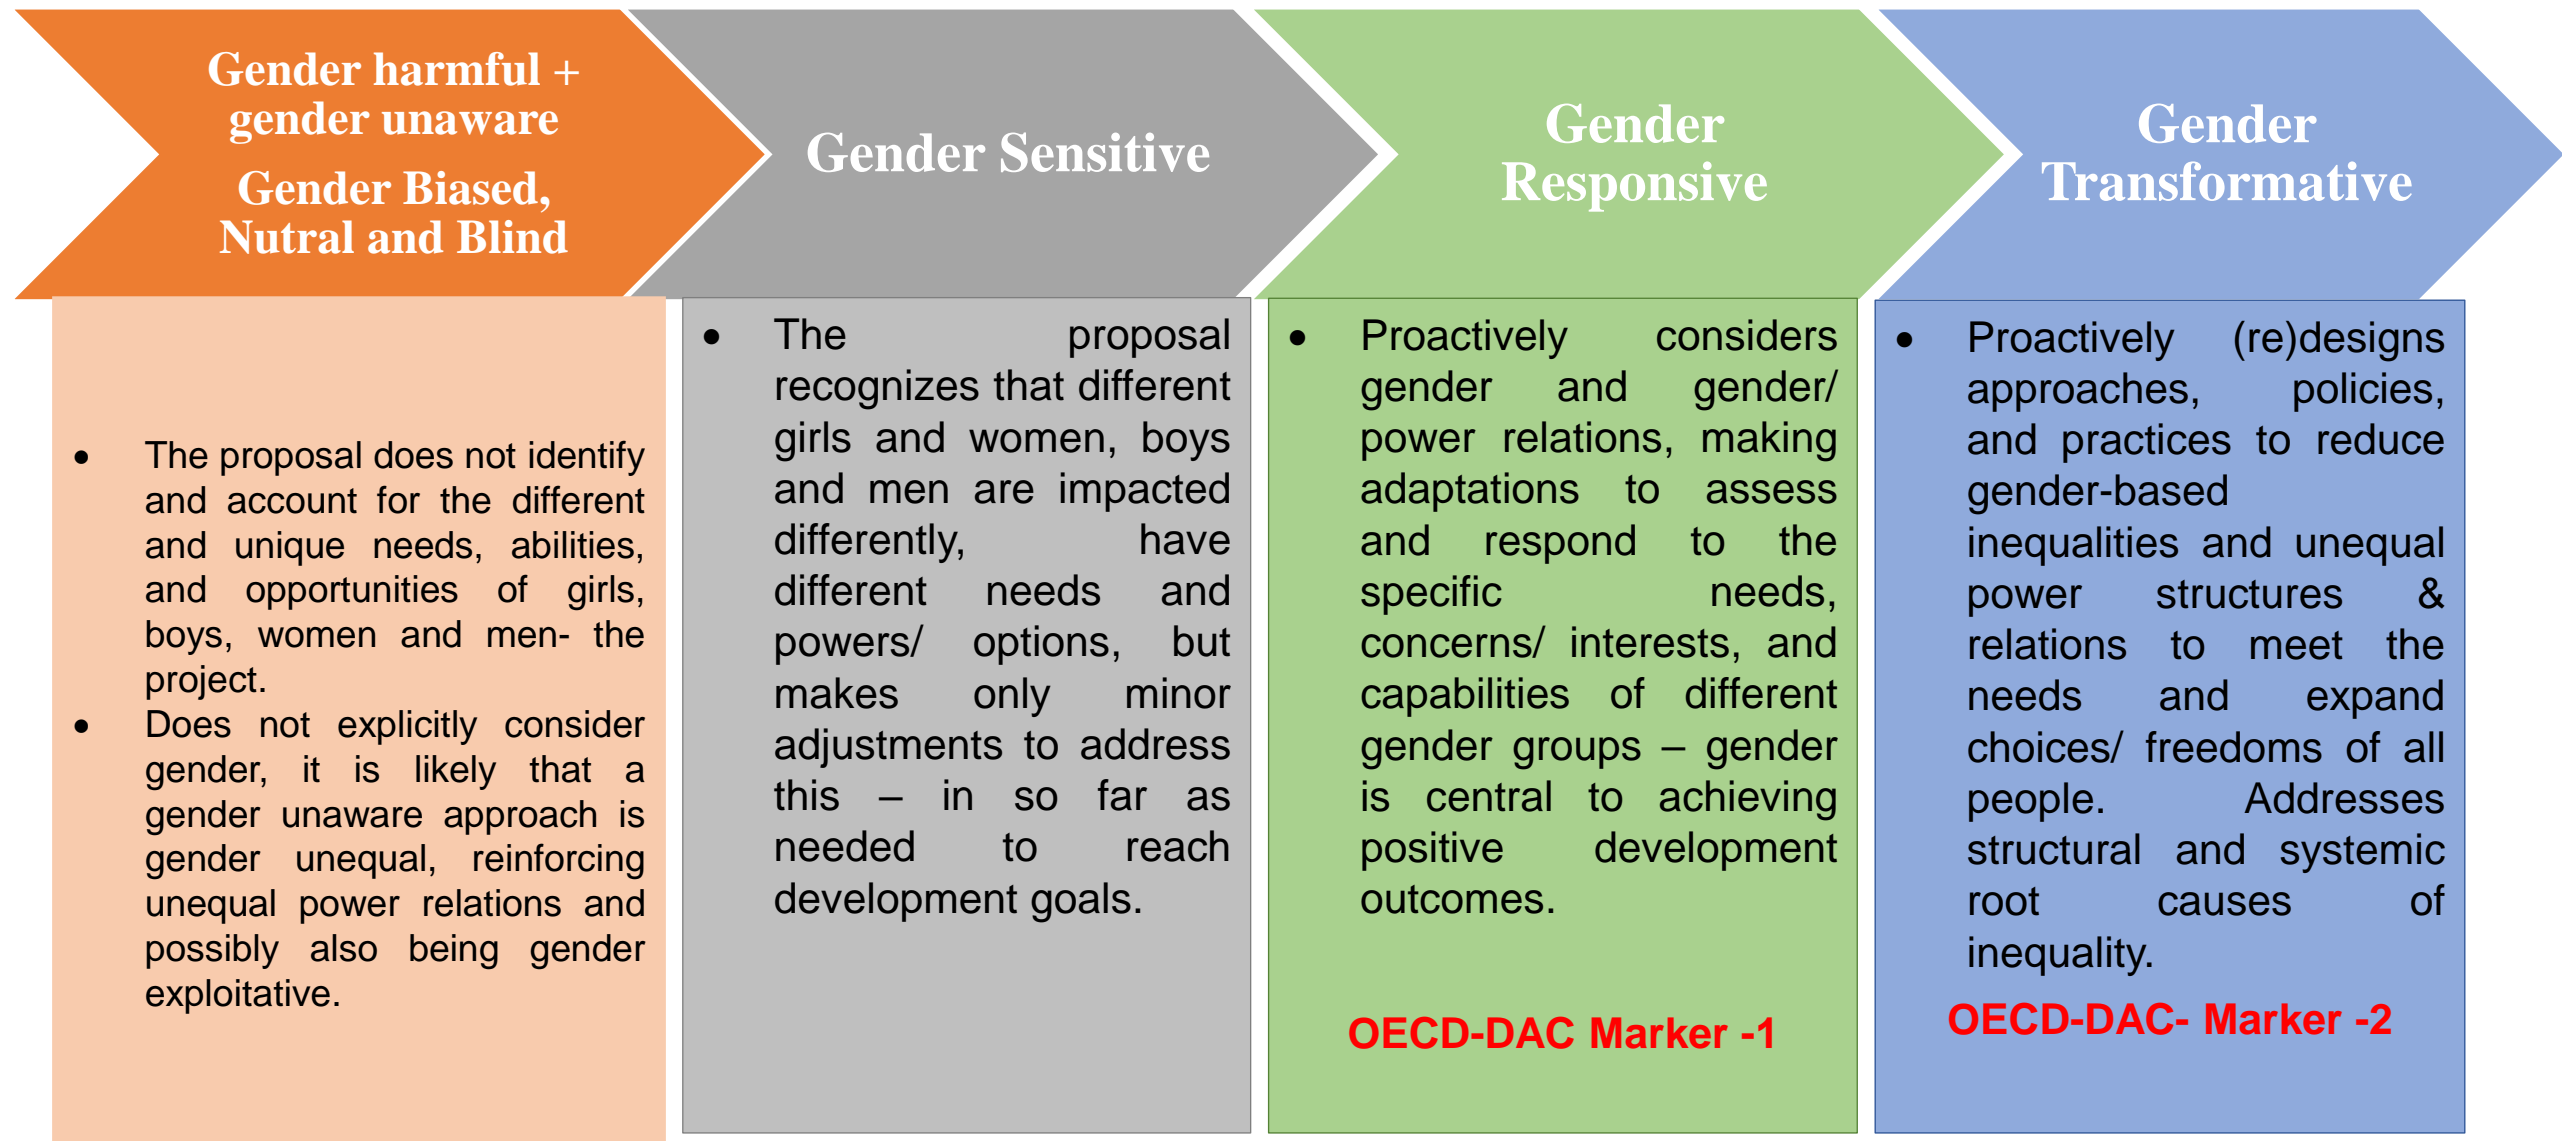 Gender harmful +
gender unaware
Gender Biased,
Nutral and Blind
Gender Sensitive
Gender
Responsive
Gender
Transformative
• The proposal does not identify
and account for the different
and unique needs, abilities,
and opportunities of girls,
boys, women and men- the
project.
• Does not explicitly consider
gender, it is likely that a
gender unaware approach is
gender unequal, reinforcing
unequal power relations and
possibly also being gender
exploitative.
• The proposal
recognizes that different
girls and women, boys
and men are impacted
differently, have
different needs and
powers/ options, but
makes only minor
adjustments to address
this – in so far as
needed to reach
development goals.
• Proactively considers
gender and gender/
power relations, making
adaptations to assess
and respond to the
specific needs,
concerns/ interests, and
capabilities of different
gender groups – gender
is central to achieving
positive development
outcomes.
OECD-DAC Marker -1
• Proactively (re)designs
approaches, policies,
and practices to reduce
gender-based
inequalities and unequal
power structures &
relations to meet the
needs and expand
choices/ freedoms of all
people. Addresses
structural and systemic
root causes of
inequality.
OECD-DAC- Marker -2